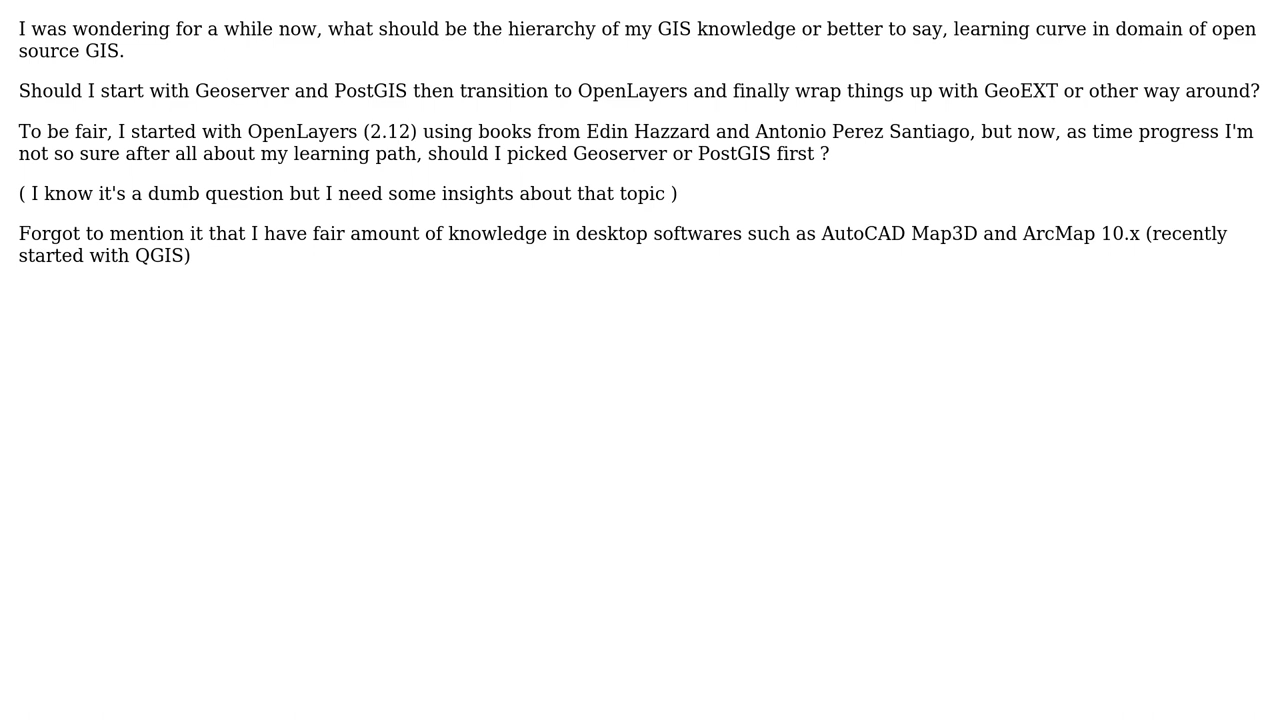 I was wondering for a while now, what should be the hierarchy of my GIS knowledge or better to say, learning curve in domain of open
source GIS.
Should I start with Geoserver and PostGIS then transition to OpenLayers and finally wrap things up with GeoEXT or other way around?
To be fair, I started with OpenLayers (2.12) using books from Edin Hazzard and Antonio Perez Santiago, but now, as time progress I'm
not so sure after all about my learning path, should I picked Geoserver or PostGIS first ?
( I know it's a dumb question but I need some insights about that topic )
Forgot to mention it that I have fair amount of knowledge in desktop softwares such as AutoCAD Map3D and ArcMap 10.x (recently
started with QGIS)